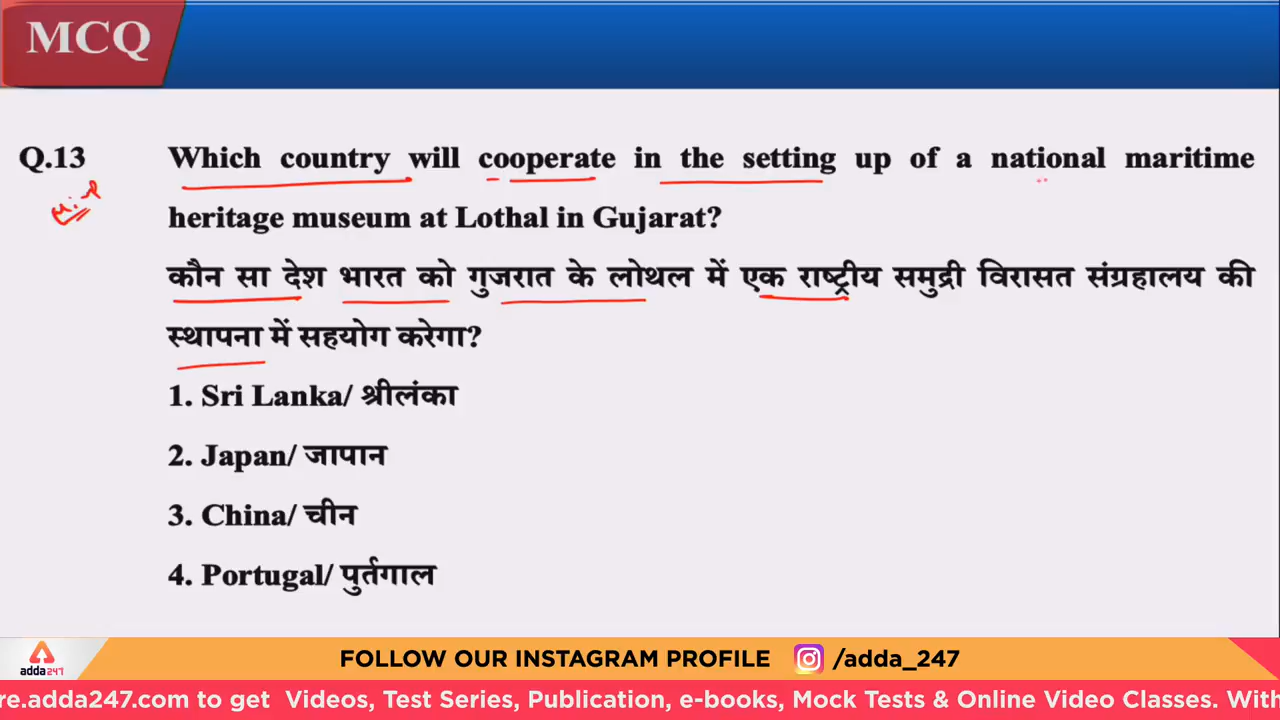 MCQ
Q.13 Which country will cooperate in the setting up of a national maritime
heritage museum at Lothal in Gujarat?
कौन सा देश भारत को गुजरात के लोथल में एक राष्ट्रीय समुद्री विरासत संग्रहालय की
स्थापना में सहयोग करेगा?
1. Sri Lanka/ श्रीलंका
2. Japan/ जापान
3. China/ चीन
4. Portugal/ पुर्तगाल
adda247
FOLLOW OUR INSTAGRAM PROFILE /adda_247
re.adda247.com to get Videos, Test Series, Publication, e-books, Mock Tests & Online Video Classes. With